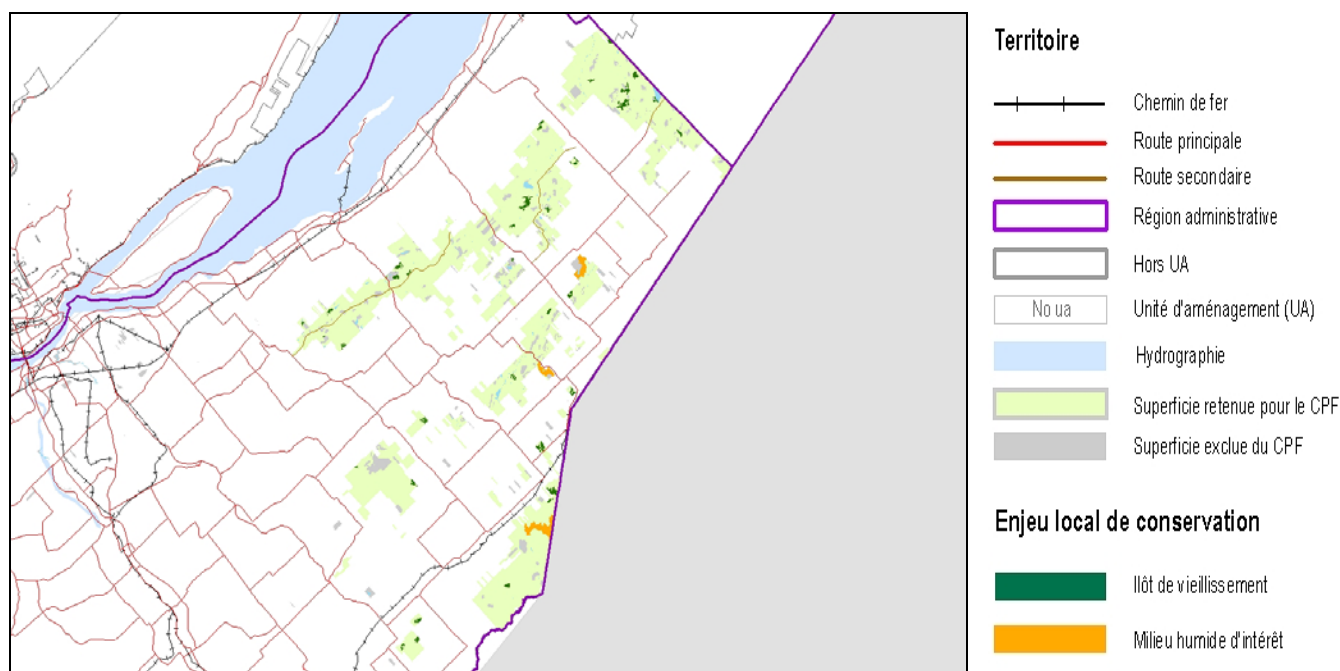 Territoire
Chemin de fer
Route principale
Route secondaire
Région administrative
Hors UA
No ua
Unité d'aménagement (UA)
Hydrographie
Superficie retenue pour le CPF
Superficie exclue du CPF
Enjeu local de conservation
Ilôt de vieillissement
Milieu humide d'intérêt